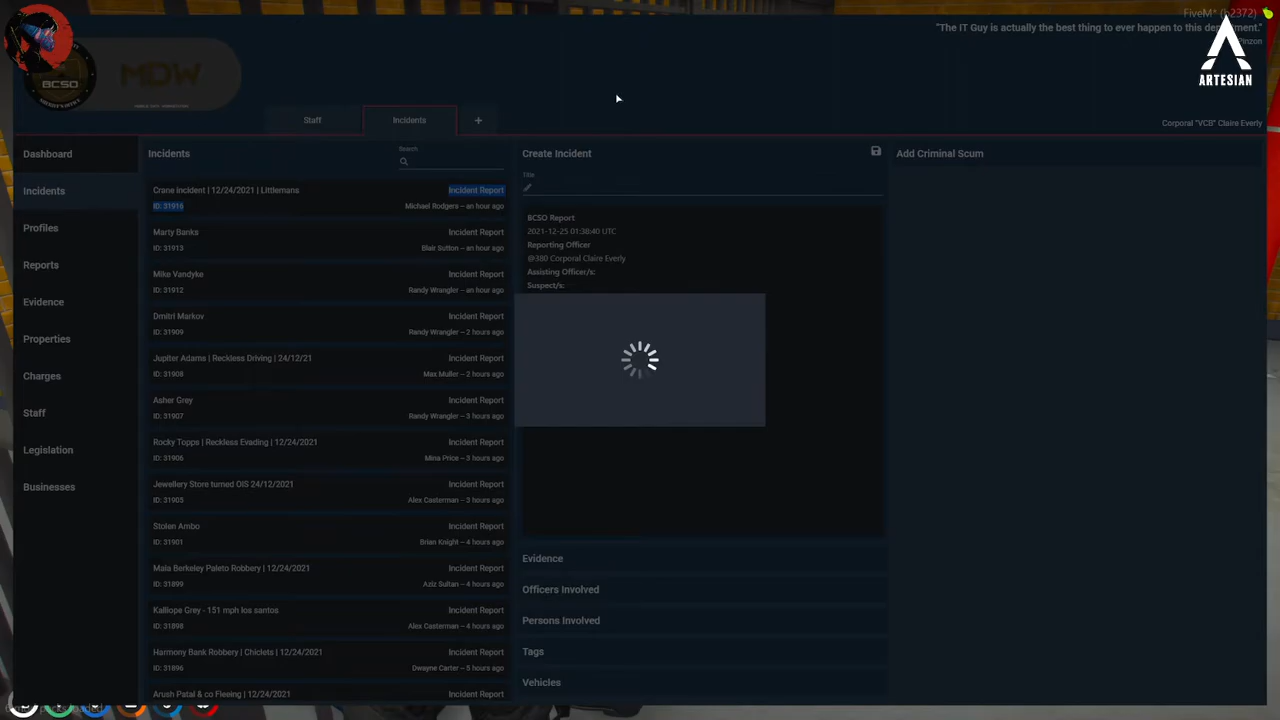 FiveM* (b2372)
"The IT Guy is actually the best thing to ever happen to this department."
Pinzon
BCSO
MDW
ARTESIAN
Staff
Incidents
+
Corporal "VCB" Claire Everly
Dashboard
Incidents
Profiles
Reports
Evidence
Properties
Charges
Staff
Legislation
Businesses
Incidents
Search
Crane incident | 12/24/2021 | Littlemans
Incident Report
ID: 31916
Michael Rodgers – an hour ago
Marty Banks
Incident Report
ID: 31913
Blair Sutton – an hour ago
Mike Vandyke
Incident Report
ID: 31912
Randy Wrangler – an hour ago
Dmitri Markov
Incident Report
ID: 31909
Randy Wrangler – 2 hours ago
Jupiter Adams | Reckless Driving | 24/12/21
Incident Report
ID: 31908
Max Muller – 2 hours ago
Asher Grey
Incident Report
ID: 31907
Randy Wrangler – 3 hours ago
Rocky Topps | Reckless Evading | 12/24/2021
Incident Report
ID: 31906
Mina Price – 3 hours ago
Jewellery Store turned OIS 24/12/2021
Incident Report
ID: 31905
Alex Casterman – 3 hours ago
Stolen Ambo
Incident Report
ID: 31901
Brian Knight – 4 hours ago
Mala Berkeley Paleto Robbery | 12/24/2021
Incident Report
ID: 31899
Aziz Sultan – 4 hours ago
Kalliope Grey - 151 mph los santos
Incident Report
ID: 31898
Alex Casterman – 4 hours ago
Harmony Bank Robbery | Chiclets | 12/24/2021
Incident Report
ID: 31896
Dwayne Carter – 5 hours ago
Arush Patal & co Fleeing | 12/24/2021
Incident Report
Create Incident
Title
BCSO Report
2021-12-25 01:38:40 UTC
Reporting Officer
@380 Corporal Claire Everly
Assisting Officer/s:
Suspect/s:
Evidence
Officers Involved
Persons Involved
Tags
Vehicles
Add Criminal Scum